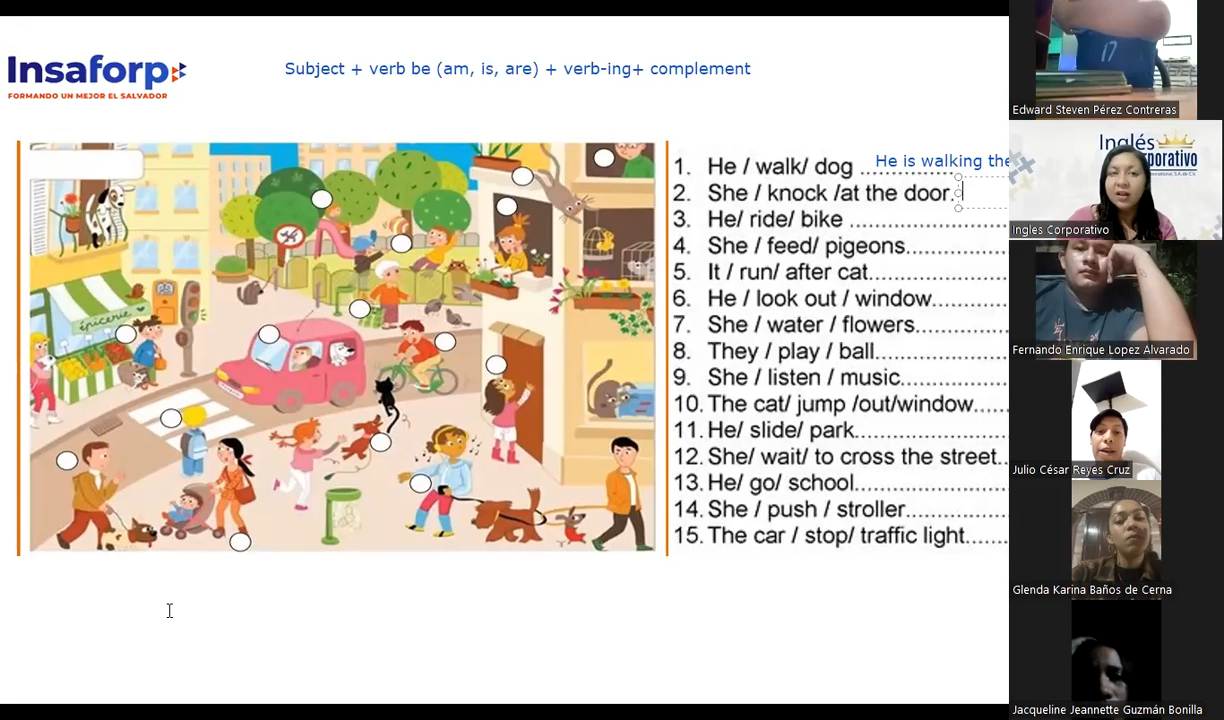 Insaforp
FORMANDO UN MEJOR EL SALVADOR
Subject + verb be (am, is, are) + verb-ing+ complement
épicerie
1. He / walk/ dog ..............
He is walking the
2. She / knock /at the door.
3. He/ ride/ bike .......................
4. She / feed/ pigeons...............
5. It / run/ after cat.....................
6. He / look out / window...........
7. She / water / flowers..............
8. They / play / ball....................
9. She / listen / music................
10. The cat/ jump /out/window.....
11. He/ slide/ park.......................
12. She/ wait/ to cross the street..
13. He/ go/ school.......................
14. She / push / stroller...............
15. The car / stop/ traffic light.......
17
Edward Steven Pérez Contreras
Inglés
Ingles Corporativo
Fernando Enrique Lopez Alvarado
Julio César Reyes Cruz
Glenda Karina Baños de Cerna
Jacqueline Jeannette Guzmán Bonilla